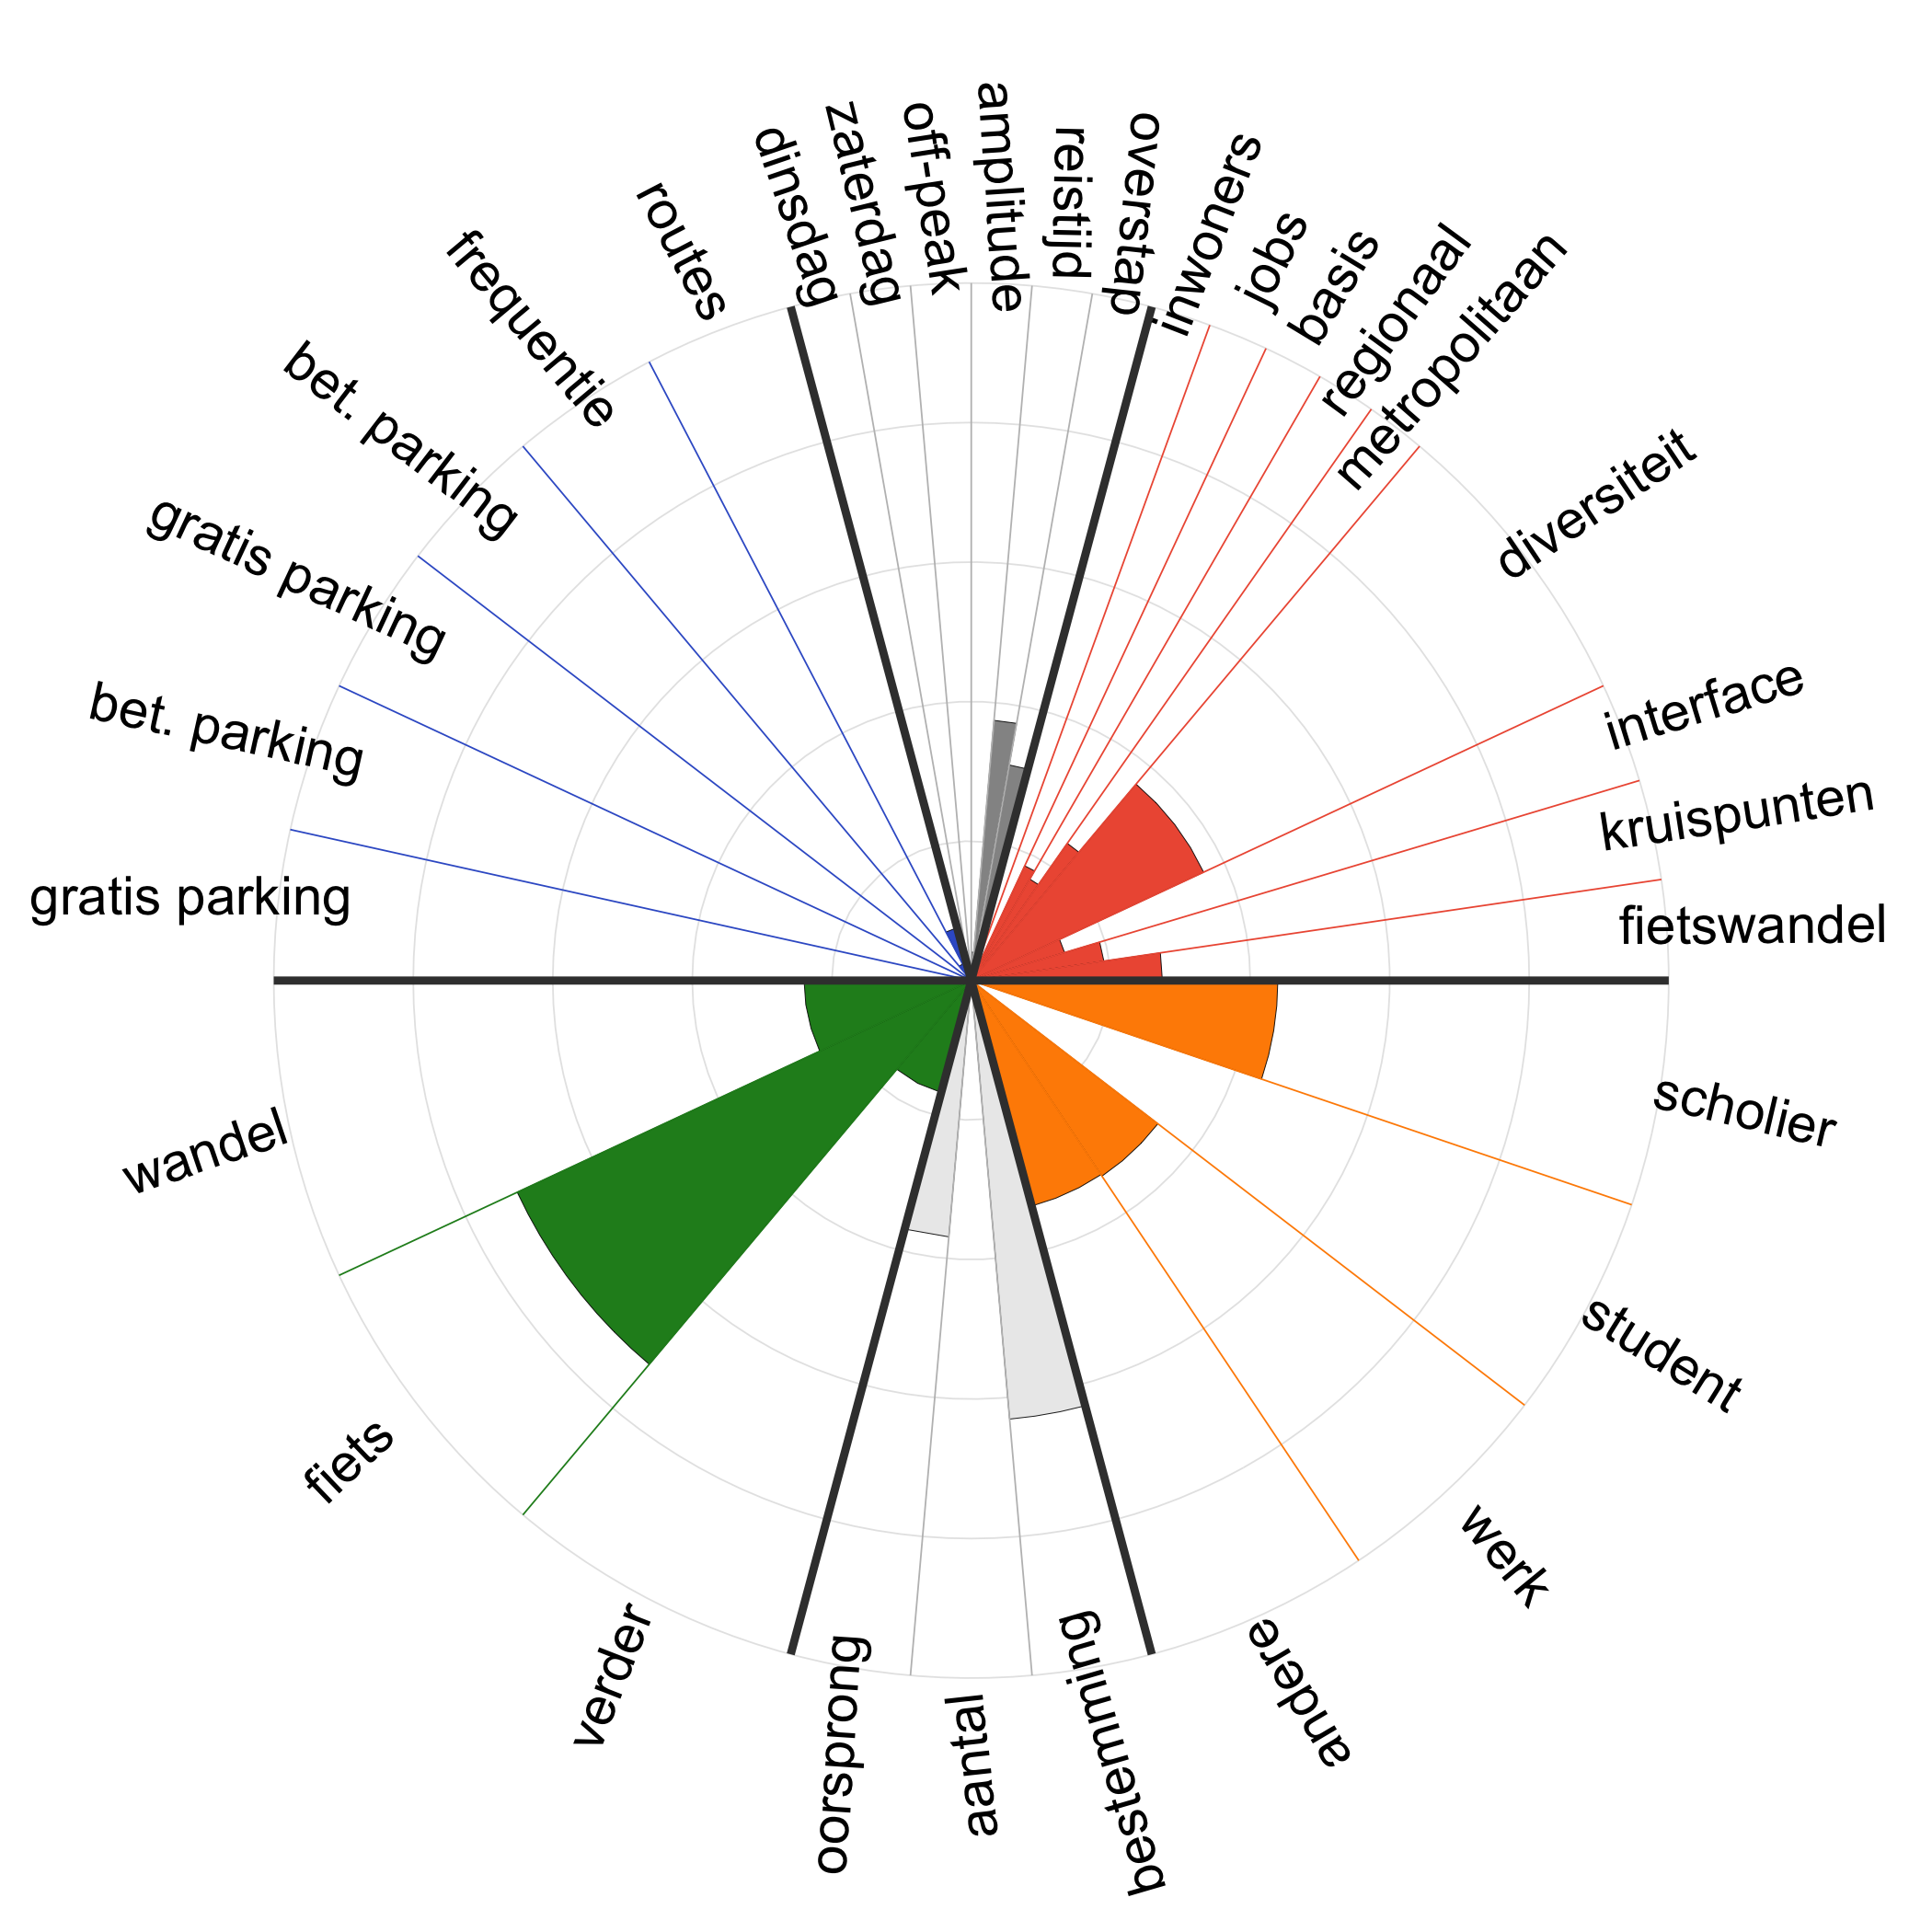 dinsdag
zaterdag
off-peak
amplitude
reistijd
overstap
inwoners
jobs
basis
regionaal
metropolitaan
diversiteit
interface
kruispunten
fietswandel
scholier
student
werk
andere
bestemming
aantal
oorsprong
verder
fiets
wandel
gratis parking
bet. parking
gratis parking
bet. parking
frequentie
routes